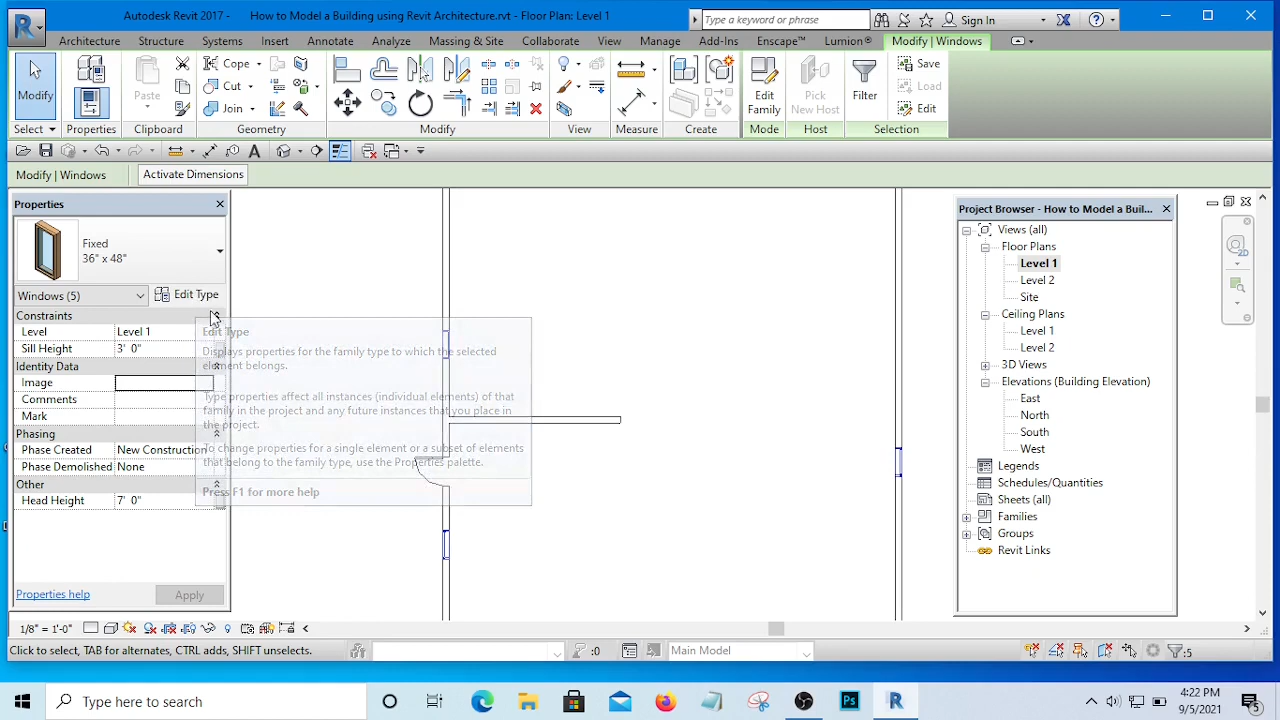 Autodesk Revit 2017 - How to Model a Building using Revit Architecture.rvt - Floor Plan: Level 1
Type a keyword or phrase
Sign In
Architecture Structure Systems Insert Annotate Analyze Massing & Site Collaborate View Manage Add-Ins Enscape™ Lumion® Modify | Windows
Modify
Paste
Cope
Cut
Join
Edit
Family
Pick
New Host
Filter
Save
Load
Edit
Select Properties Clipboard Geometry Modify View Measure Create Mode Host Selection
Modify | Windows
Activate Dimensions
Properties
Fixed
36" x 48"
Windows (5)
Edit Type
Constraints
Level Level 1
Sill Height 3' 0"
Identity Data
Image
Comments
Mark
Phasing
Phase Created New Construction
Phase Demolished None
Other
Head Height 7' 0"
Properties help
Apply
Edit Type
Displays properties for the family type to which the selected
element belongs.
Type properties affect all instances (individual elements) of that
family in the project and any future instances that you place in
the project.
To change properties for a single element or a subset of elements
that belong to the family type, use the Properties palette.
Press F1 for more help
Project Browser - How to Model a Buil...
Views (all)
Floor Plans
Level 1
Level 2
Site
Ceiling Plans
Level 1
Level 2
3D Views
Elevations (Building Elevation)
East
North
South
West
Legends
Schedules/Quantities
Sheets (all)
Families
Groups
Revit Links
2D
1/8" = 1'-0"
Click to select, TAB for alternates, CTRL adds, SHIFT unselects.
:0
Main Model
:5
Type here to search
Ps
R
4:22 PM
9/5/2021
5